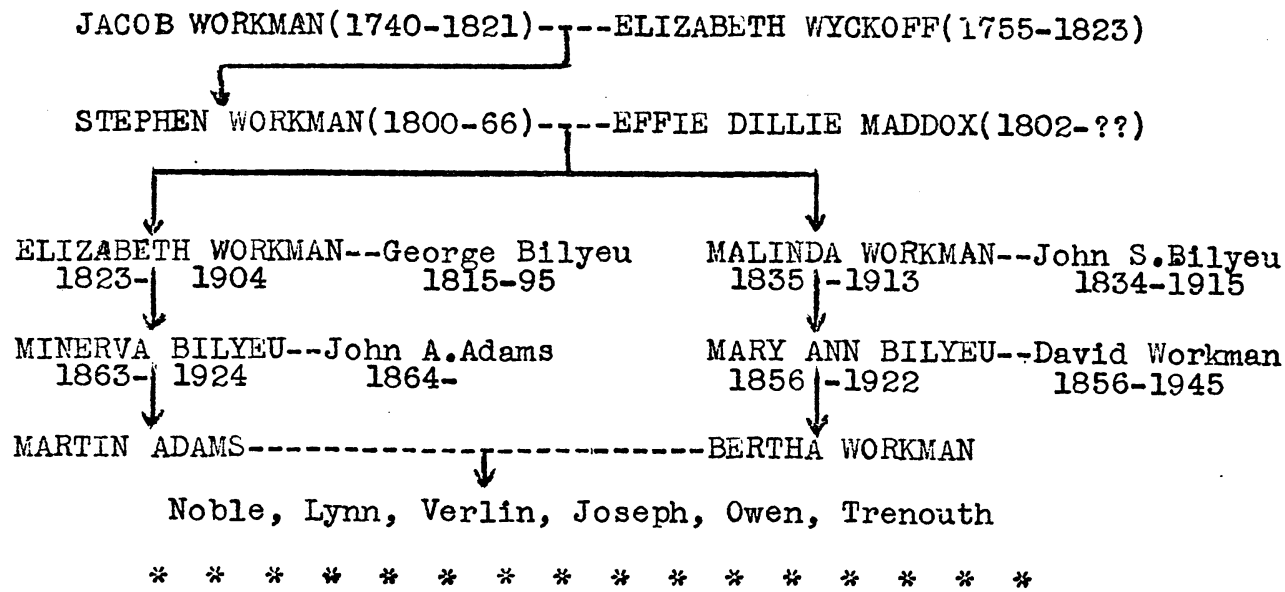 JACOB WORKMAN(1740-1821)-----ELIZABETH WYCKOFF(1755-1823)
STEPHEN WORKMAN(1800-66)-----EFFIE DILLIE MADDOX(1802-??)
ELIZABETH WORKMAN--George Bilyeu MALINDA WORKMAN--John S.Bilyeu
1823- 1904 1815-95 1835 -1913 1834-1915
MINERVA BILYEU--John A.Adams MARY ANN BILYEU--David Workman
1863- 1924 1864- 1856 -1922 1856-1945
MARTIN ADAMS----------------------------BERTHA WORKMAN
Noble, Lynn, Verlin, Joseph, Owen, Trenouth
* * * * * * * * * * * * * * * *